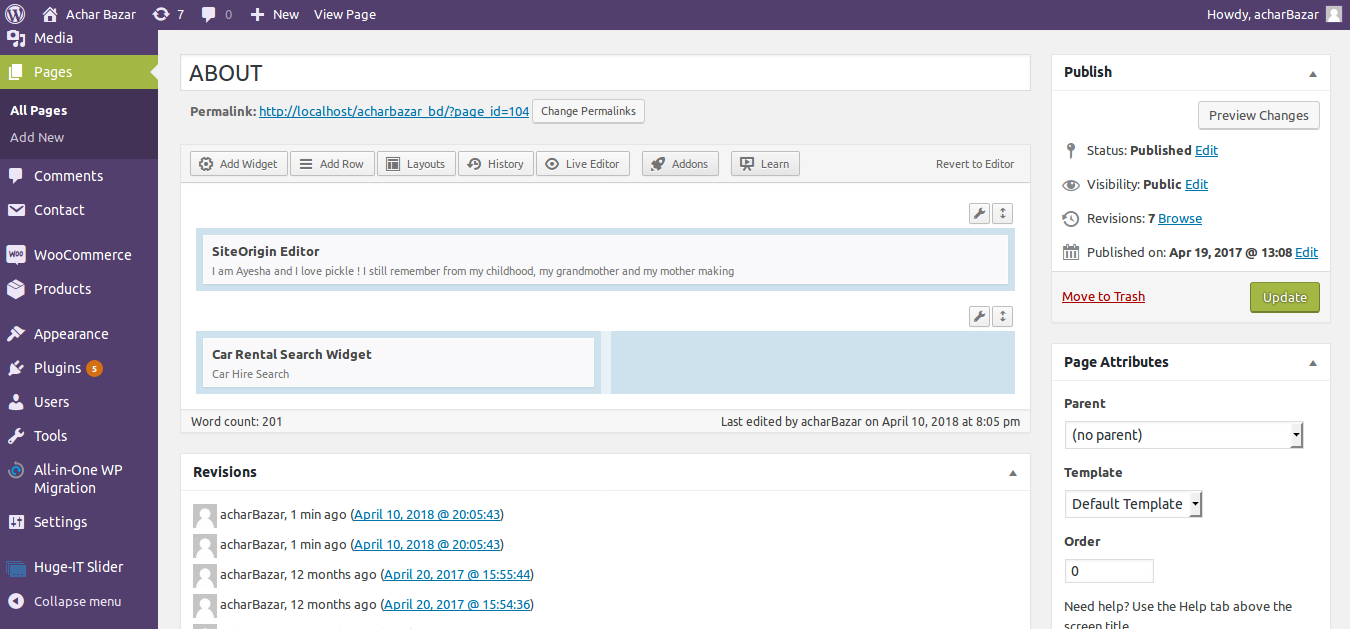 Achar Bazar 7 0 New View Page Howdy, acharBazar
Media
Pages
All Pages
Add New
Comments
Contact
WOO WooCommerce
Products
Appearance
Plugins 5
Users
Tools
All-in-One WP
Migration
Settings
Huge-IT Slider
Collapse menu
ABOUT
Permalink: http://localhost/acharbazar_bd/?page_id=104 Change Permalinks
Add Widget Add Row Layouts History Live Editor Addons Learn Revert to Editor
SiteOrigin Editor
I am Ayesha and I love pickle ! I still remember from my childhood, my grandmother and my mother making
Car Rental Search Widget
Car Hire Search
Word count: 201 Last edited by acharBazar on April 10, 2018 at 8:05 pm
Revisions
acharBazar, 1 min ago (April 10, 2018 @ 20:05:43)
acharBazar, 1 min ago (April 10, 2018 @ 20:05:43)
acharBazar, 12 months ago (April 20, 2017 @ 15:55:44)
acharBazar, 12 months ago (April 20, 2017 @ 15:54:36)
Publish
Preview Changes
Status: Published Edit
Visibility: Public Edit
Revisions: 7 Browse
Published on: Apr 19, 2017 @ 13:08 Edit
Move to Trash Update
Page Attributes
Parent
(no parent)
Template
Default Template
Order
0
Need help? Use the Help tab above the
screen title.